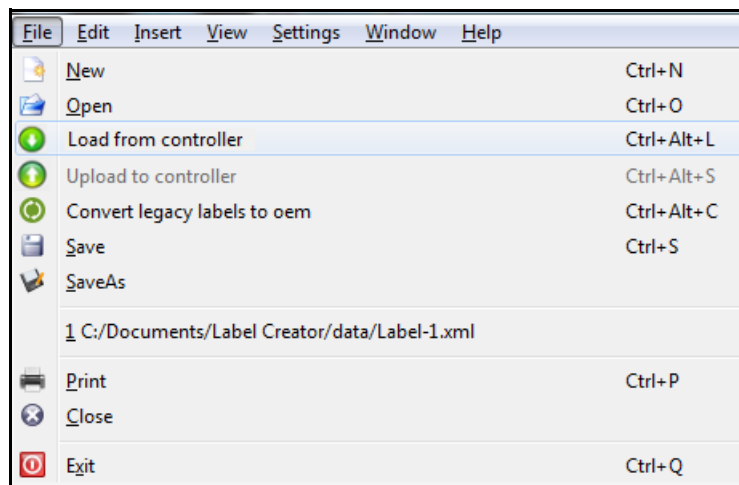 File Edit Insert View Settings Window Help
New Ctrl+N
Open Ctrl+O
Load from controller Ctrl+Alt+L
Upload to controller Ctrl+Alt+S
Convert legacy labels to oem Ctrl+Alt+C
Save Ctrl+S
SaveAs
1 C:/Documents/Label Creator/data/Label-1.xml
Print Ctrl+P
Close
Exit Ctrl+Q